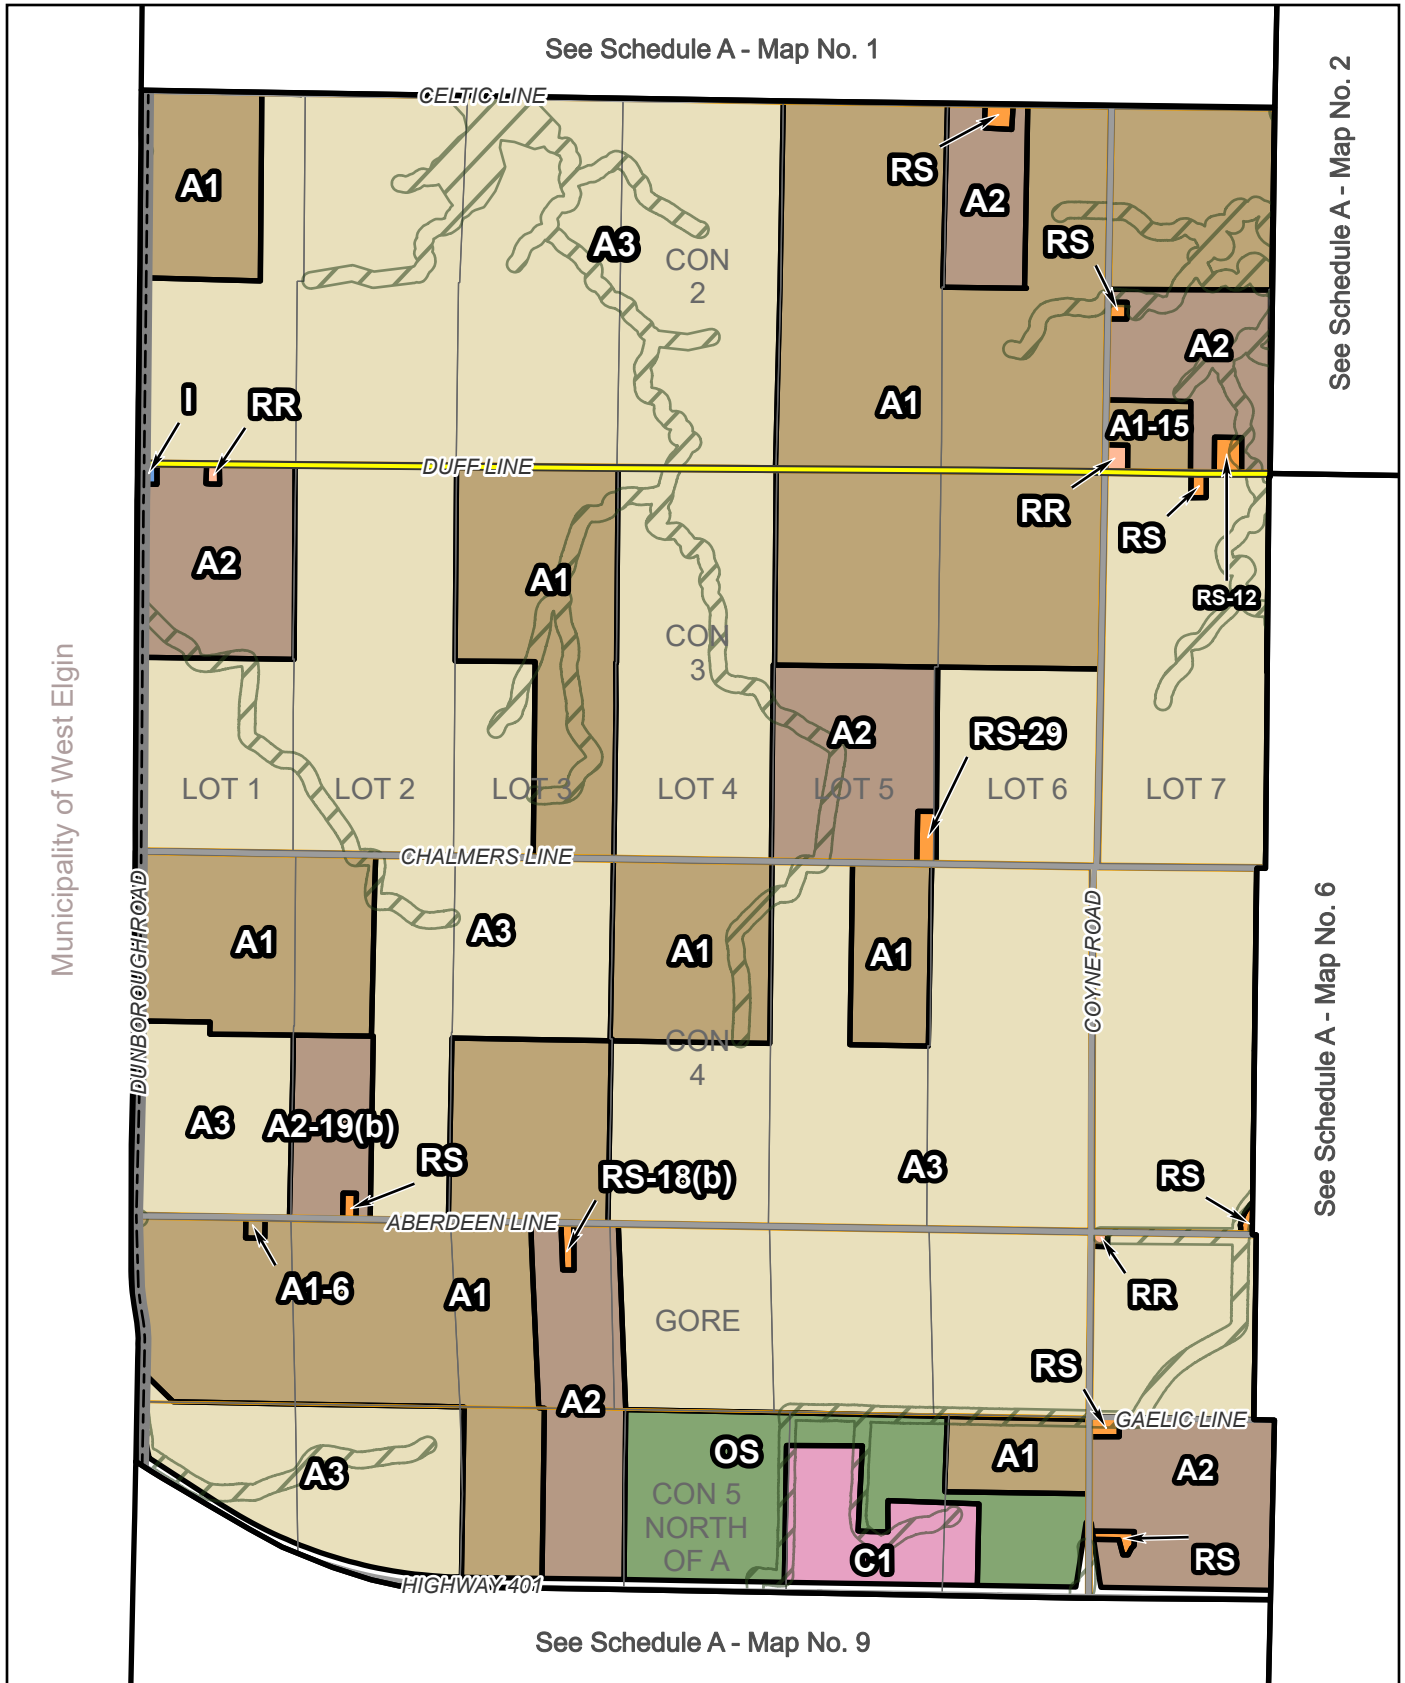 See Schedule A - Map No. 1
See Schedule A - Map No. 2
CELTIC LINE
RS
A1
A2
A3
RS
CON
2
A2
I
RR
A1
A1-15
DUFF LINE
RR
RS
A2
A1
RS-12
CON
3
Municipality of West Elgin
A2
RS-29
LOT 1
LOT 2
LOT 3
LOT 4
LOT 5
LOT 6
LOT 7
CHALMERS LINE
DUNBOROUGH ROAD
A1
A3
A1
A1
COYNE ROAD
See Schedule A - Map No. 6
CON
4
A3
A2-19(b)
RS
RS-18(b)
A3
RS
ABERDEEN LINE
A1-6
A1
RR
GORE
RS
A2
GAELIC LINE
A3
OS
A1
A2
CON 5
NORTH
OF A
C1
RS
HIGHWAY 401
See Schedule A - Map No. 9